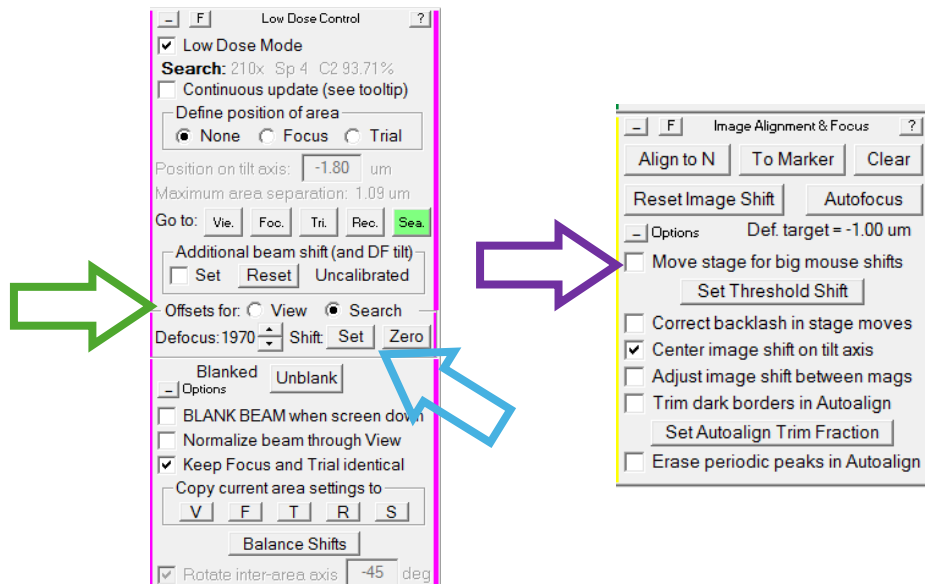 – F Low Dose Control ?
Low Dose Mode
Search: 210x Sp 4 C2 93.71%
Continuous update (see tooltip)
Define position of area
None Focus Trial
Position on tilt axis: -1.80 um
Maximum area separation: 1.09 um
Go to: Vie. Foc. Tri. Rec. Sea.
Additional beam shift (and DF tilt)
Set Reset Uncalibrated
Offsets for: View Search
Defocus: 1970 Shift: Set Zero
Blanked Unblank
– Options
BLANK BEAM when screen down
Normalize beam through View
Keep Focus and Trial identical
Copy current area settings to
V F T R S
Balance Shifts
Rotate inter-area axis -45 deg
– F Image Alignment & Focus ?
Align to N To Marker Clear
Reset Image Shift Autofocus
– Options Def. target = -1.00 um
Move stage for big mouse shifts
Set Threshold Shift
Correct backlash in stage moves
Center image shift on tilt axis
Adjust image shift between mags
Trim dark borders in Autoalign
Set Autoalign Trim Fraction
Erase periodic peaks in Autoalign